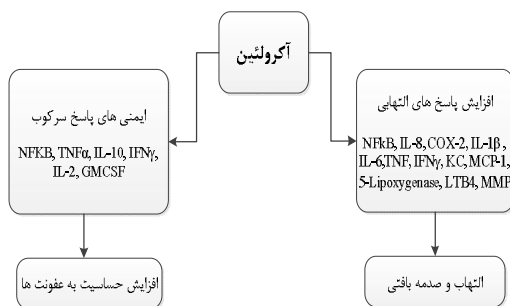 آکرولئین
افزایش پاسخ های التهابی
NFkB, IL-8, COX-2, IL-1β,
IL-6,TNF, IFNγ, KC, MCP-1,
5-Lipoxygenase, LTB4, MMP
ایمنی های پاسخ سرکوب
NFKB, TNFα, IL-10, IFNγ,
IL-2, GMCSF
التهاب و صدمه بافتی
افزایش حساسیت به عفونت ها